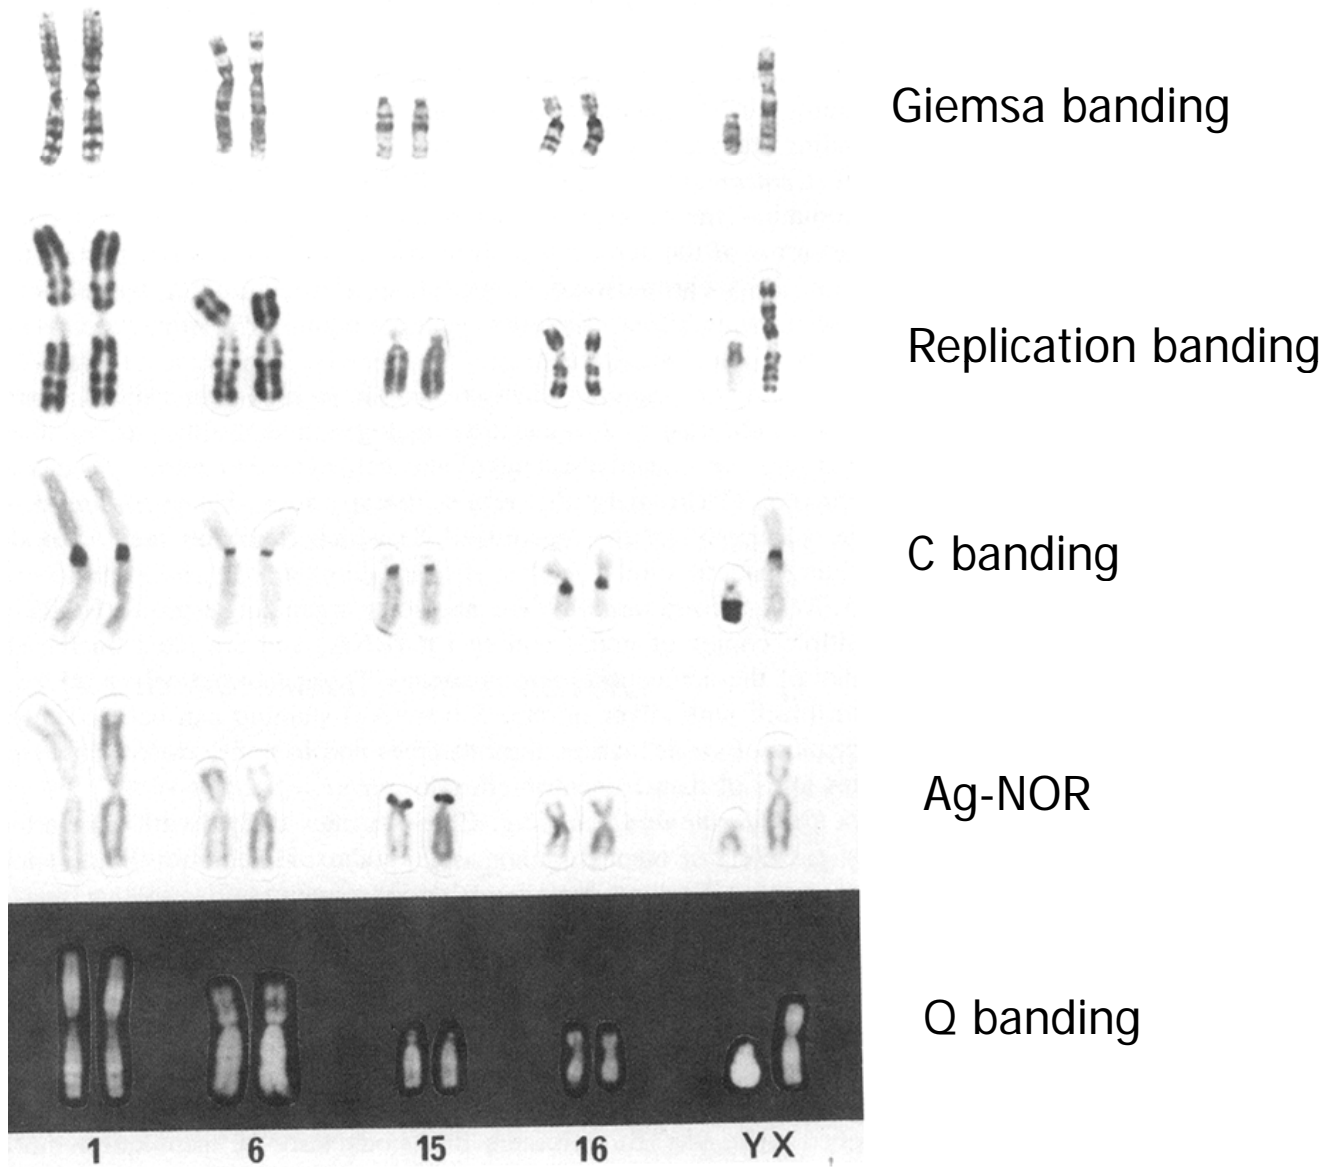 Giemsa banding
Replication banding
C banding
Ag-NOR
Q banding
1 6 15 16 Y X